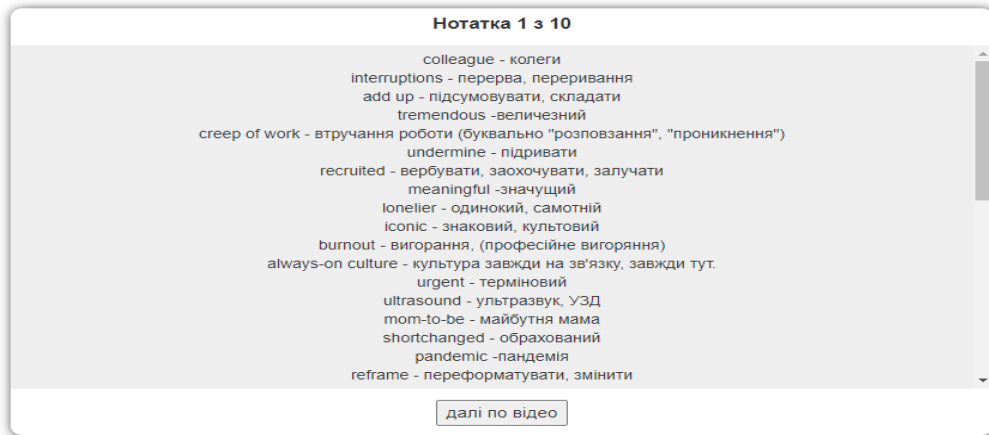 Нотатка 1 з 10
colleague - колеги
interruptions - перерва, переривання
add up - підсумовувати, складати
tremendous -величезний
creep of work - втручання роботи (буквально "розповзання", "проникнення")
undermine - підривати
recruited - вербувати, заохочувати, залучати
meaningful -значущий
lonelier - одинокий, самотній
iconic - знаковий, культовий
burnout - вигорання, (професійне вигоряння)
always-on culture - культура завжди на зв'язку, завжди тут.
urgent - терміновий
ultrasound - ультразвук, УЗД
mom-to-be - майбутня мама
shortchanged - обрахований
pandemic -пандемія
reframe - переформатувати, змінити
далі по відео